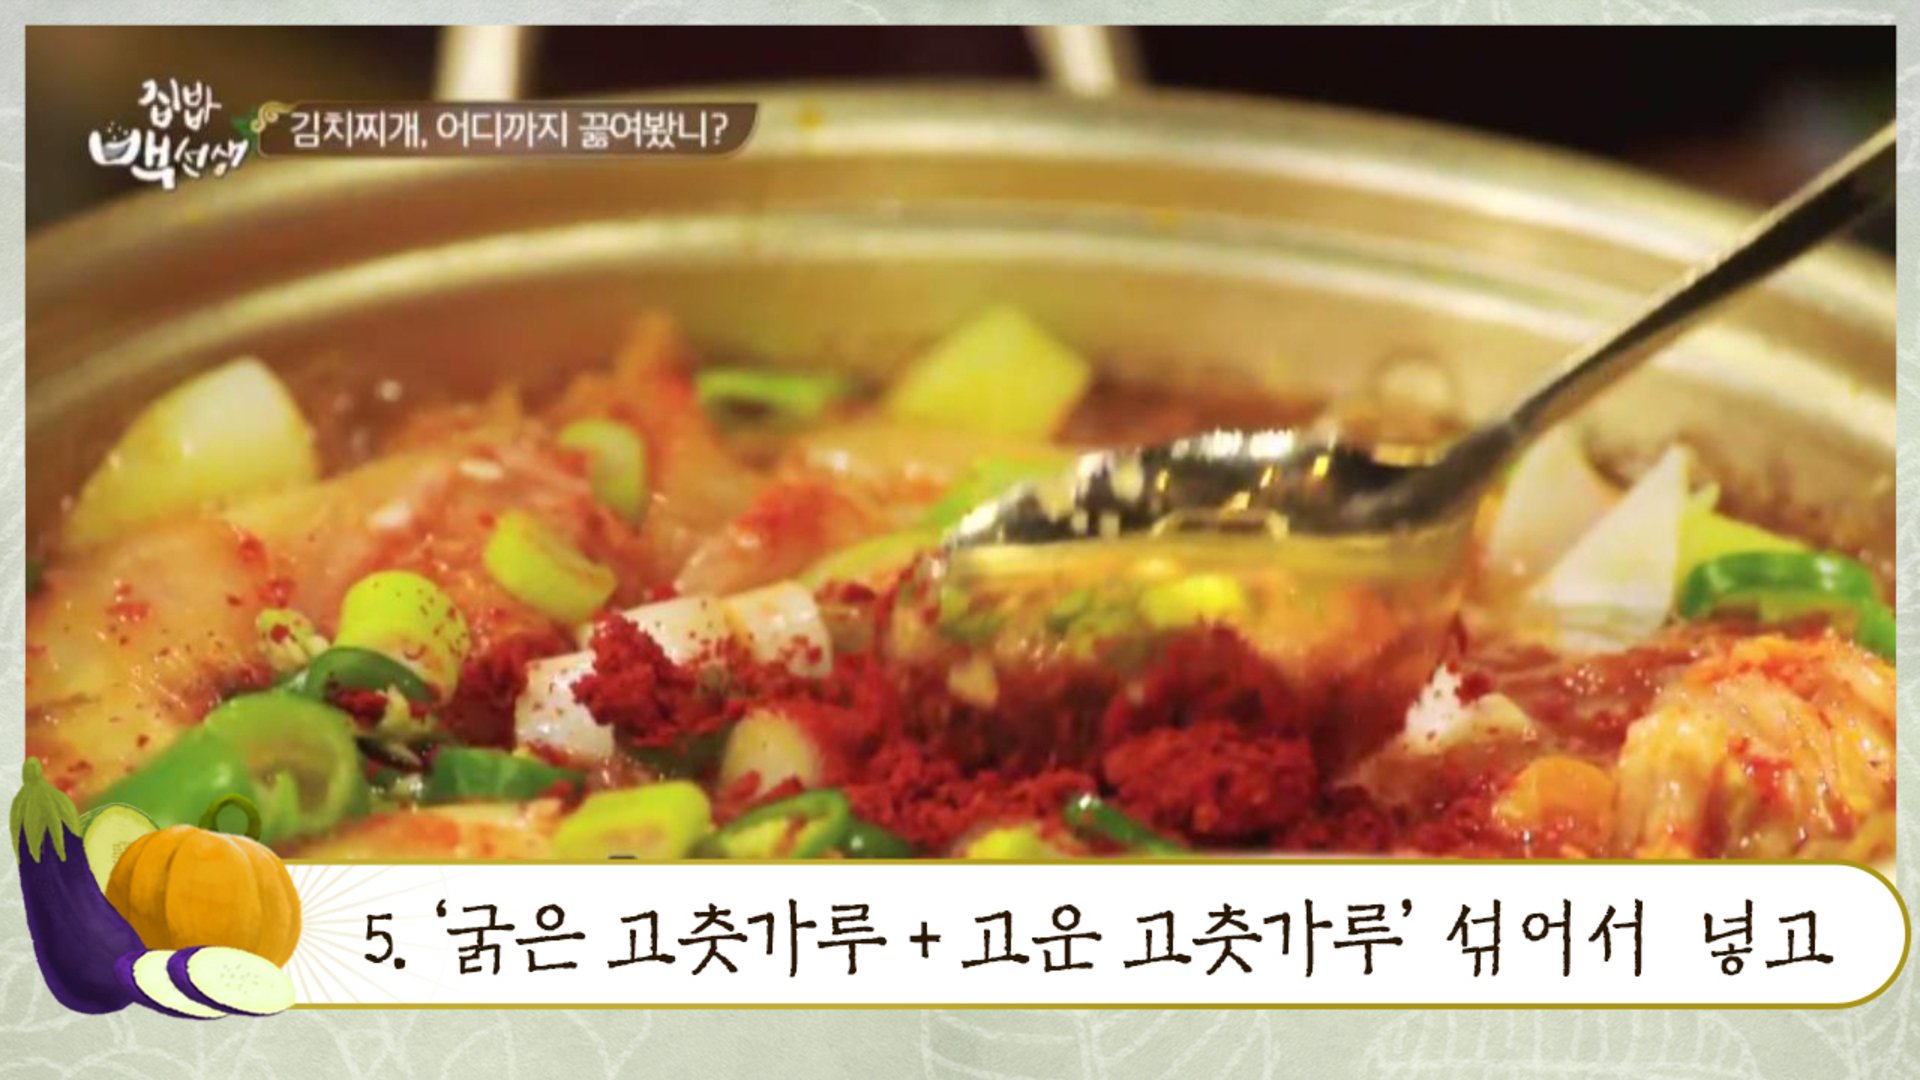 집밥
백선생
김치찌개, 어디까지 끓여봤니?
5. ‘굵은 고춧가루 + 고운 고춧가루’ 섞어서 넣고